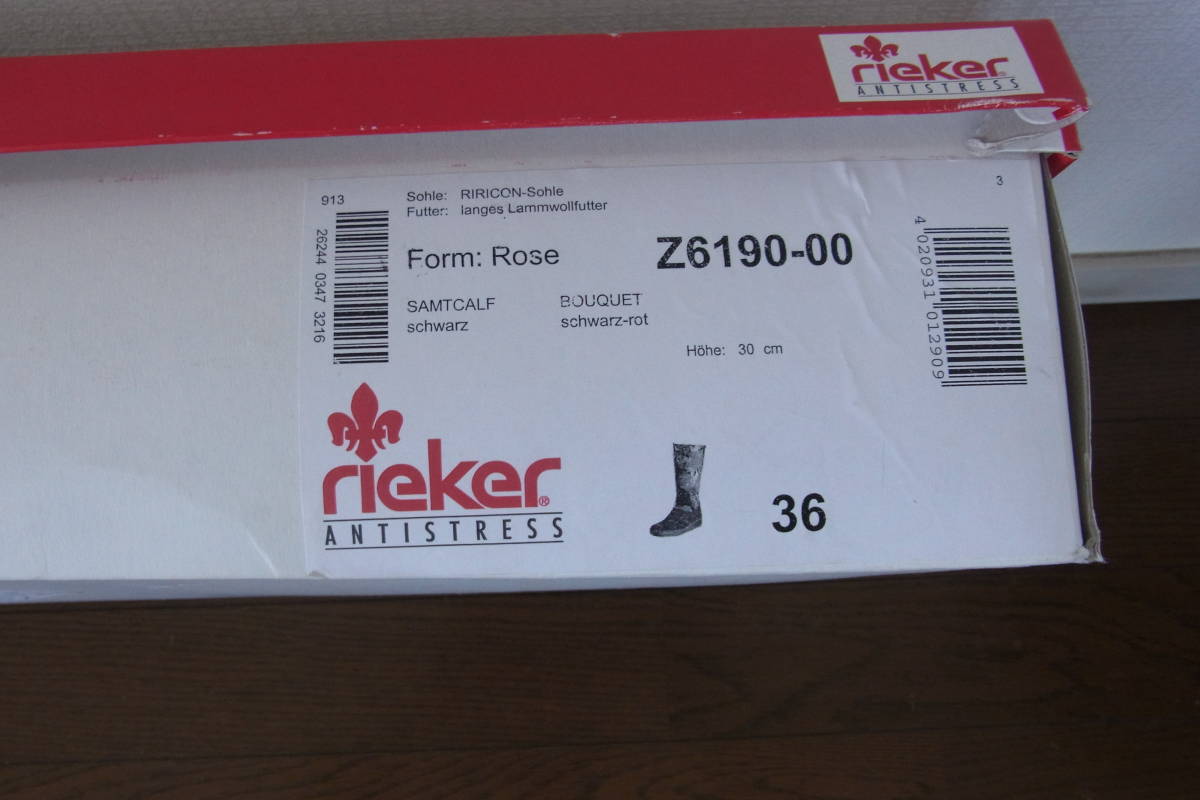 rieker
ANTISTRESS
913
3
Sohle: RIRICON-Sohle
Futter: langes Lammwollfutter
26244 0347 3216
Form: Rose
Z6190-00
4 020931 012909
SAMTCALF
schwarz
BOUQUET
schwarz-rot
Höhe: 30 cm
rieker®
ANTISTRESS
36